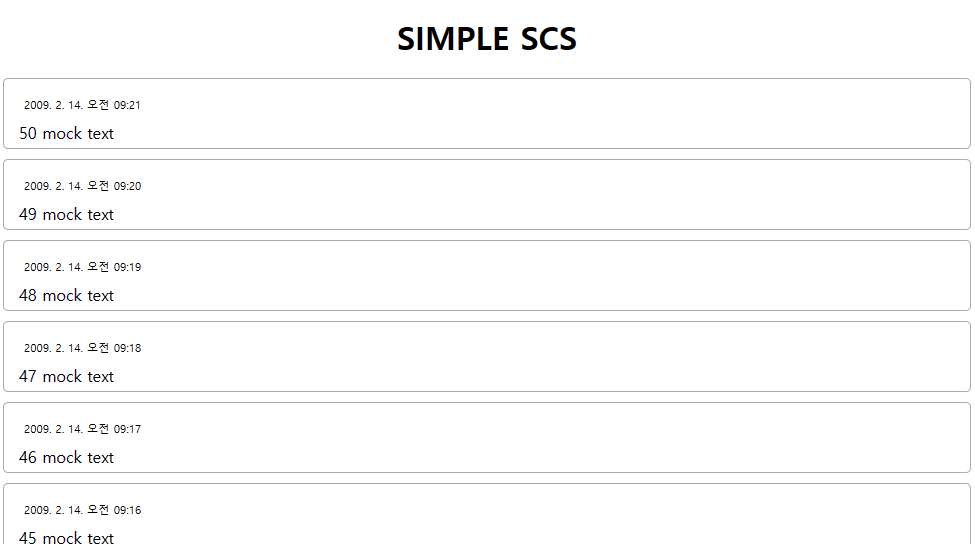 SIMPLE SCS
2009. 2. 14. 오전 09:21
50 mock text
2009. 2. 14. 오전 09:20
49 mock text
2009. 2. 14. 오전 09:19
48 mock text
2009. 2. 14. 오전 09:18
47 mock text
2009. 2. 14. 오전 09:17
46 mock text
2009. 2. 14. 오전 09:16
45 mock text